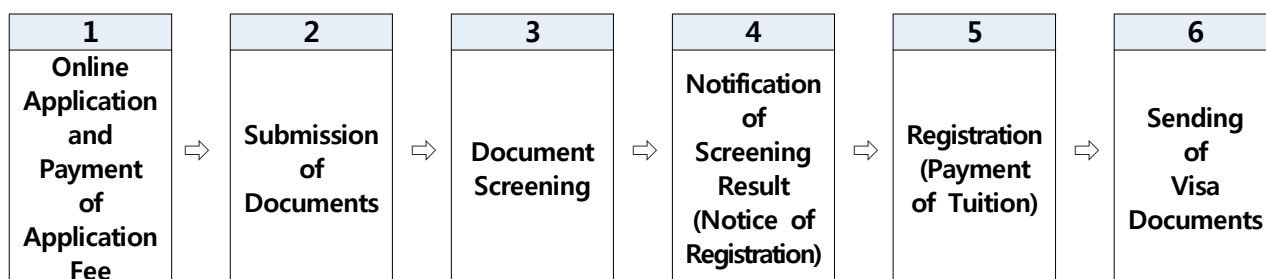 1
Online
Application
and
Payment
of
Application
Fee
⇨
2
Submission
of
Documents
⇨
3
Document
Screening
⇨
4
Notification
of
Screening
Result
(Notice of
Registration)
⇨
5
Registration
(Payment
of Tuition)
⇨
6
Sending
of
Visa
Documents